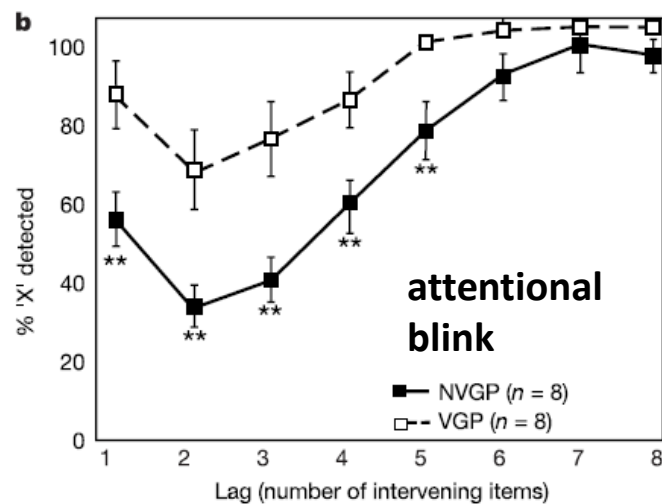 b
100
80
60
40
20
0
% 'X' detected
**
**
**
**
**
attentional
blink
NVGP (n = 8)
VGP (n = 8)
1 2 3 4 5 6 7 8
Lag (number of intervening items)